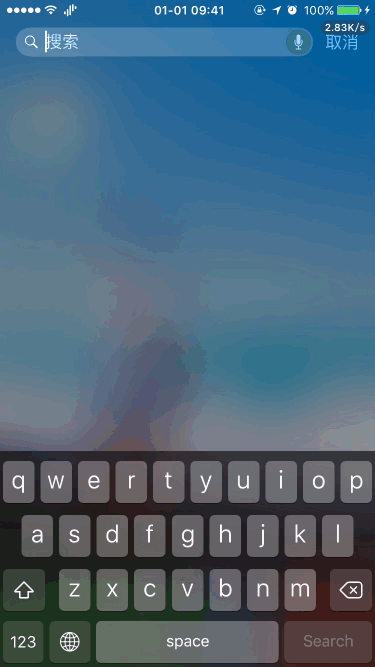 01-01 09:41 100%
2.83K/s
搜索 取消
q w e r t y u i o p
a s d f g h j k l
z x c v b n m
123 space Search